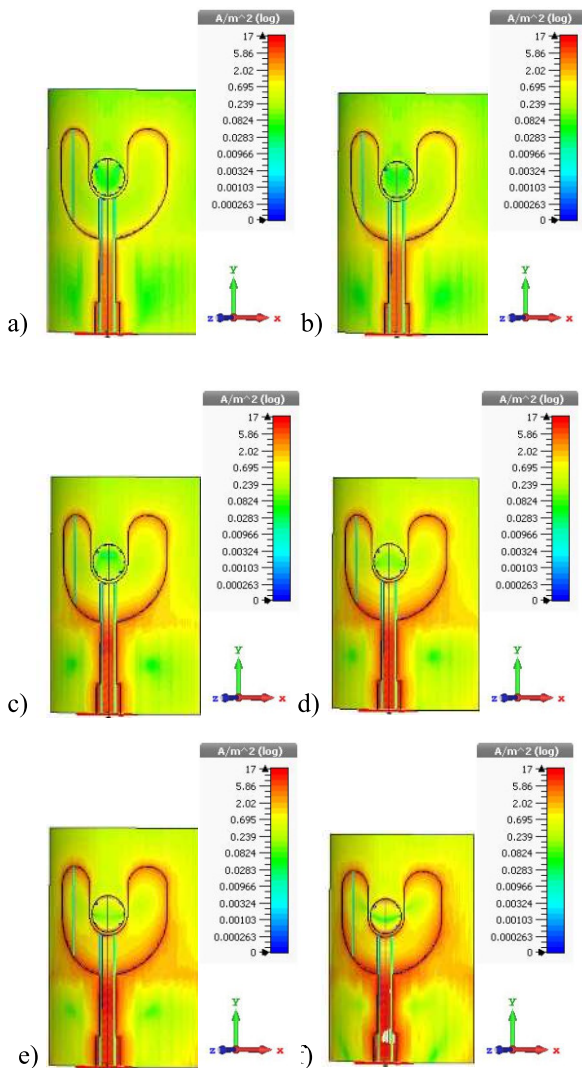 A/m^2 (log)
17
5.86
2.02
0.695
0.239
0.0824
0.0283
0.00966
0.00324
0.00103
0.000263
0
Y
z
x
a)
A/m^2 (log)
17
5.86
2.02
0.695
0.239
0.0824
0.0283
0.00966
0.00324
0.00103
0.000263
0
Y
z
x
b)
A/m^2 (log)
17
5.86
2.02
0.695
0.239
0.0824
0.0283
0.00966
0.00324
0.00103
0.000263
0
Y
z
x
c)
A/m^2 (log)
17
5.86
2.02
0.695
0.239
0.0824
0.0283
0.00966
0.00324
0.00103
0.000263
0
Y
z
x
d)
A/m^2 (log)
17
5.86
2.02
0.695
0.239
0.0824
0.0283
0.00966
0.00324
0.00103
0.000263
0
Y
z
x
e)
A/m^2 (log)
17
5.86
2.02
0.695
0.239
0.0824
0.0283
0.00966
0.00324
0.00103
0.000263
0
Y
z
x
f)